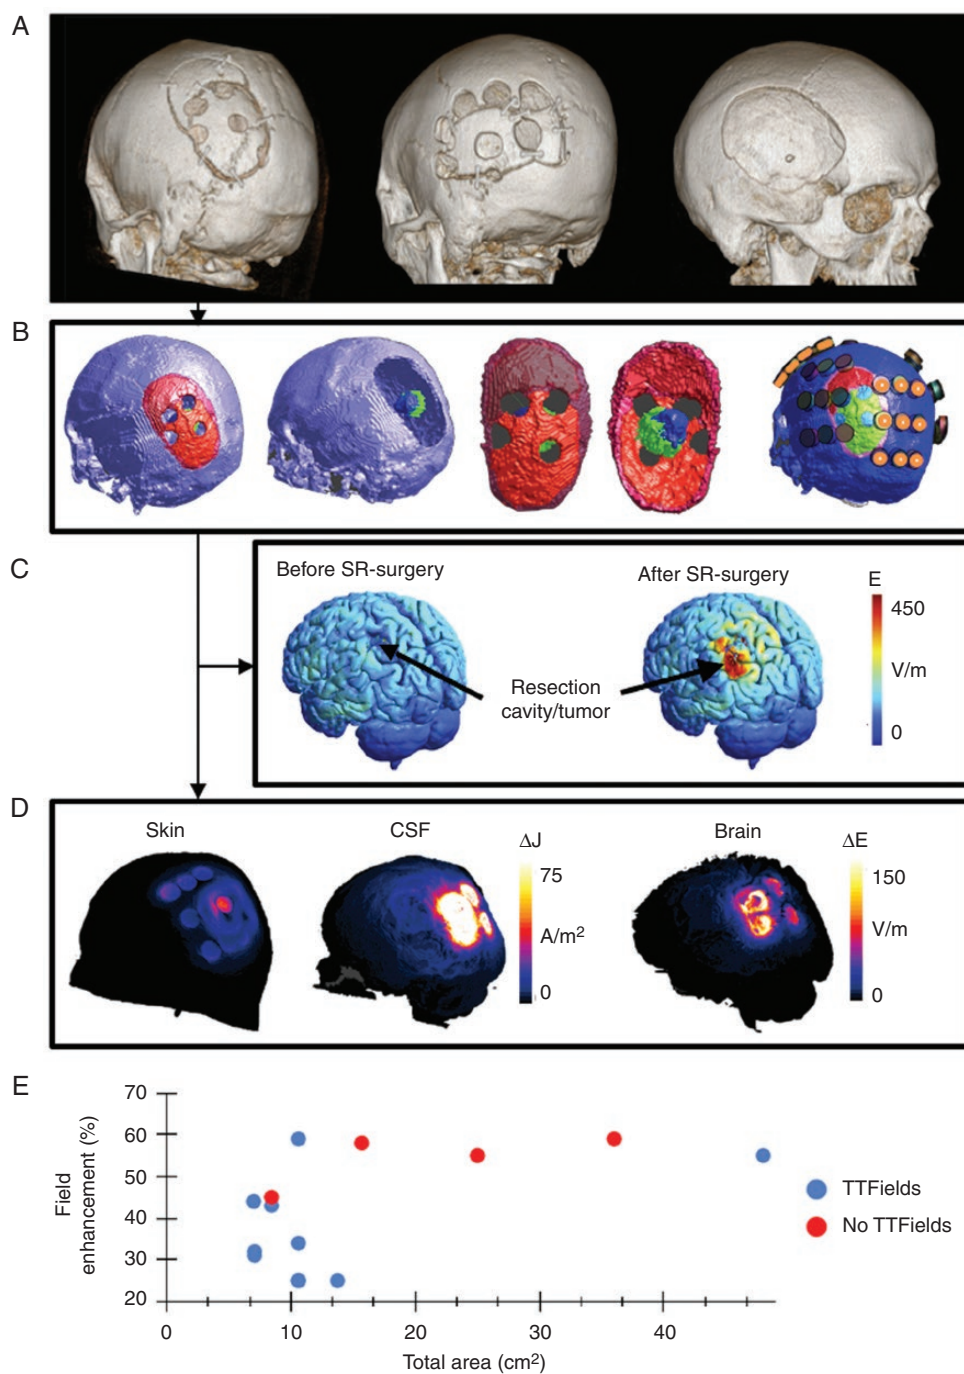 A
B
C
Before SR-surgery
After SR-surgery
E
450
V/m
0
Resection
cavity/tumor
D
Skin
CSF
ΔJ
75
A/m²
0
Brain
ΔE
150
V/m
0
E
70
60
50
40
30
20
Field
enhancement (%)
0
10
20
30
40
Total area (cm²)
TTFields
No TTFields